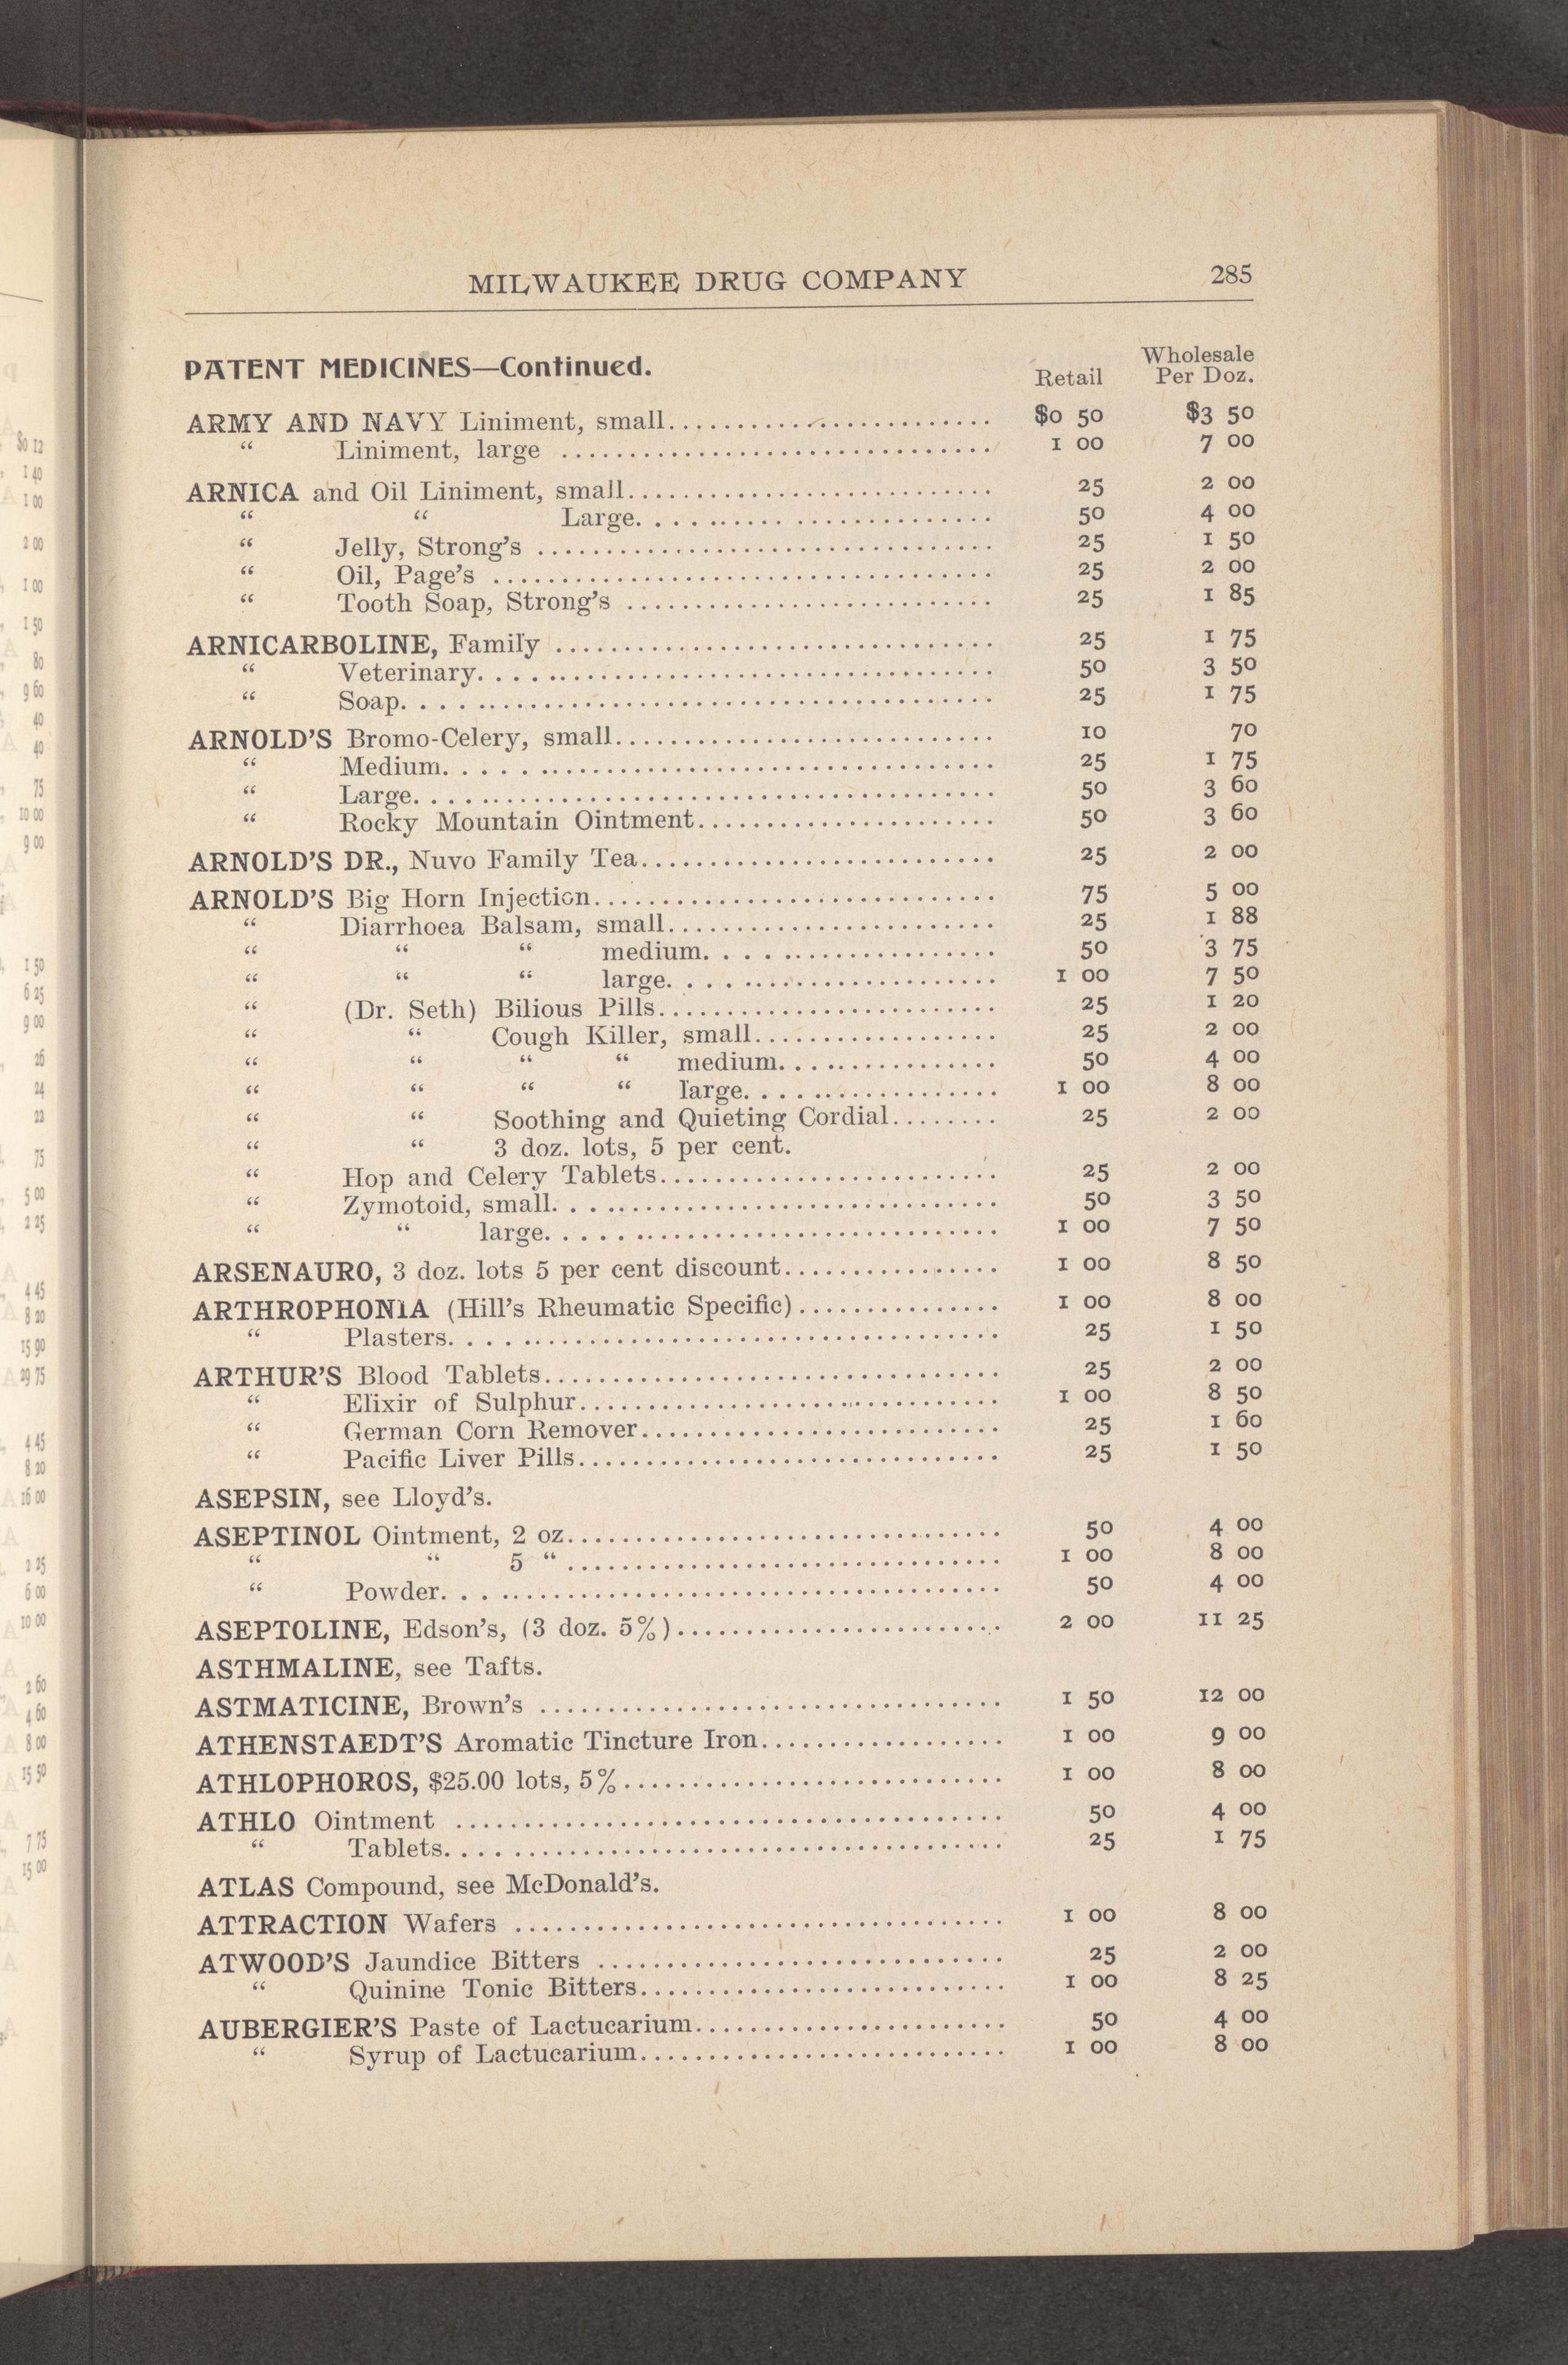 MILWAUKEE DRUG COMPANY 285
PATENT MEDICINES—Continued. Retail Wholesale Per Doz.
ARMY AND NAVY Liniment, small........................ $0 50 $3 50
“ Liniment, large ................................ 1 00 7 00
ARNICA and Oil Liniment, small........................... 25 2 00
“ “ Large........................... 50 4 00
“ Jelly, Strong's .................................. 25 1 50
“ Oil, Page's ..................................... 25 2 00
“ Tooth Soap, Strong's ........................... 25 1 85
ARNICARBOLINE, Family ................................ 25 1 75
“ Veterinary...................................... 50 3 50
“ Soap............................................ 25 1 75
ARNOLD'S Bromo-Celery, small............................ 10 70
“ Medium......................................... 25 1 75
“ Large........................................... 50 3 60
“ Rocky Mountain Ointment...................... 50 3 60
ARNOLD'S DR., Nuvo Family Tea.......................... 25 2 00
ARNOLD'S Big Horn Injection.............................. 75 5 00
“ Diarrhoea Balsam, small........................ 25 1 88
“ “ “ medium..................... 50 3 75
“ “ “ large........................ 1 00 7 50
“ (Dr. Seth) Bilious Pills......................... 25 1 20
“ “ Cough Killer, small.................. 25 2 00
“ “ “ “ medium................ 50 4 00
“ “ “ “ large................... 1 00 8 00
“ “ Soothing and Quieting Cordial........ 25 2 00
“ “ 3 doz. lots, 5 per cent.
“ Hop and Celery Tablets......................... 25 2 00
“ Zymotoid, small................................. 50 3 50
“ “ large.................................. 1 00 7 50
ARSENAURO, 3 doz. lots 5 per cent discount................ 1 00 8 50
ARTHROPHONIA (Hill's Rheumatic Specific)............... 1 00 8 00
“ Plasters......................................... 25 1 50
ARTHUR'S Blood Tablets.................................. 25 2 00
“ Elixir of Sulphur............................... 1 00 8 50
“ German Corn Remover.......................... 25 1 60
“ Pacific Liver Pills............................... 25 1 50
ASEPSIN, see Lloyd's.
ASEPTINOL Ointment, 2 oz................................ 50 4 00
“ “ 5 “ ................................ 1 00 8 00
“ Powder......................................... 50 4 00
ASEPTOLINE, Edson's, (3 doz. 5%)........................ 2 00 11 25
ASTHMALINE, see Tafts.
ASTMATICINE, Brown's .................................. 1 50 12 00
ATHENSTAEDT'S Aromatic Tincture Iron.................. 1 00 9 00
ATHLOPHOROS, $25.00 lots, 5%............................ 1 00 8 00
ATHLO Ointment ........................................ 50 4 00
“ Tablets......................................... 25 1 75
ATLAS Compound, see McDonald's.
ATTRACTION Wafers .................................... 1 00 8 00
ATWOOD'S Jaundice Bitters .............................. 25 2 00
“ Quinine Tonic Bitters........................... 1 00 8 25
AUBERGIER'S Paste of Lactucarium....................... 50 4 00
“ Syrup of Lactucarium........................... 1 00 8 00